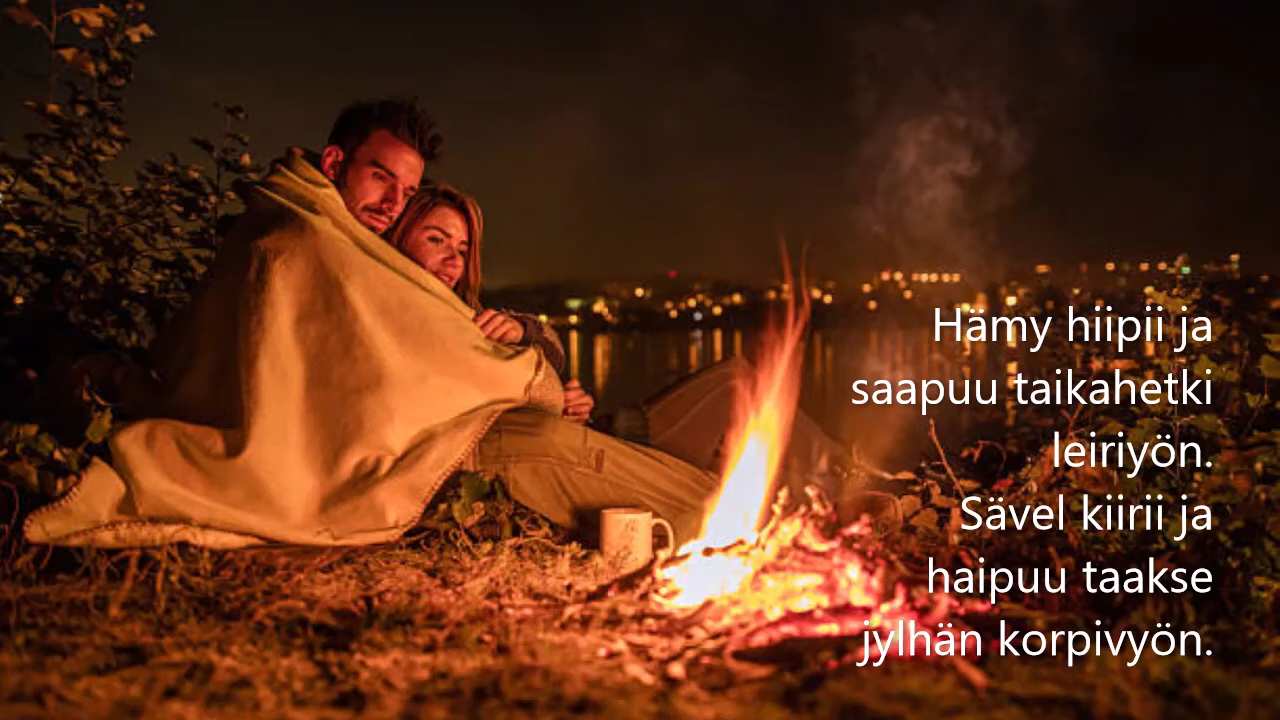 Hämy hiipii ja
saapuu taikahetki
leiriyön.
Sävel kiirii ja
haipuu taakse
jylhän korpivyön.